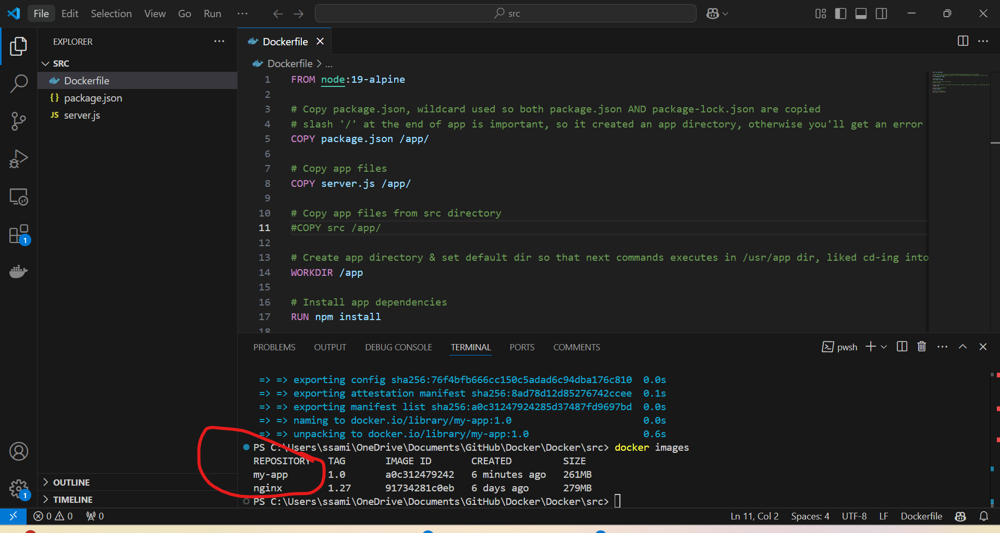 File Edit Selection View Go Run ···
src
EXPLORER ···
SRC
Dockerfile
{} package.json
JS server.js
OUTLINE
TIMELINE
1
1
Dockerfile
Dockerfile > ...
1 FROM node:19-alpine
2
3 # Copy package.json, wildcard used so both package.json AND package-lock.json are copied
4 # slash '/' at the end of app is important, so it created an app directory, otherwise you'll get an error
5 COPY package.json /app/
6
7 # Copy app files
8 COPY server.js /app/
9
10 # Copy app files from src directory
11 #COPY src /app/
12
13 # Create app directory & set default dir so that next commands executes in /usr/app dir, liked cd-ing into
14 WORKDIR /app
15
16 # Install app dependencies
17 RUN npm install
18
PROBLEMS OUTPUT DEBUG CONSOLE TERMINAL PORTS COMMENTS pwsh
=> => exporting config sha256:76f4bfb666cc150c5adad6c94dba176c810 0.0s
=> => exporting attestation manifest sha256:8ad78d12d85276742ccee 0.1s
=> => exporting manifest list sha256:a0c31247924285d37487fd9697bd 0.0s
=> => naming to docker.io/library/my-app:1.0 0.0s
=> => unpacking to docker.io/library/my-app:1.0 0.6s
PS C:\Users\ssami\OneDrive\Documents\GitHub\Docker\Docker\src> docker images
REPOSITORY TAG IMAGE ID CREATED SIZE
my-app 1.0 a0c312479242 6 minutes ago 261MB
nginx 1.27 91734281c0eb 6 days ago 279MB
PS C:\Users\ssami\OneDrive\Documents\GitHub\Docker\Docker\src>
0 0 0 Ln 11, Col 2 Spaces: 4 UTF-8 LF Dockerfile